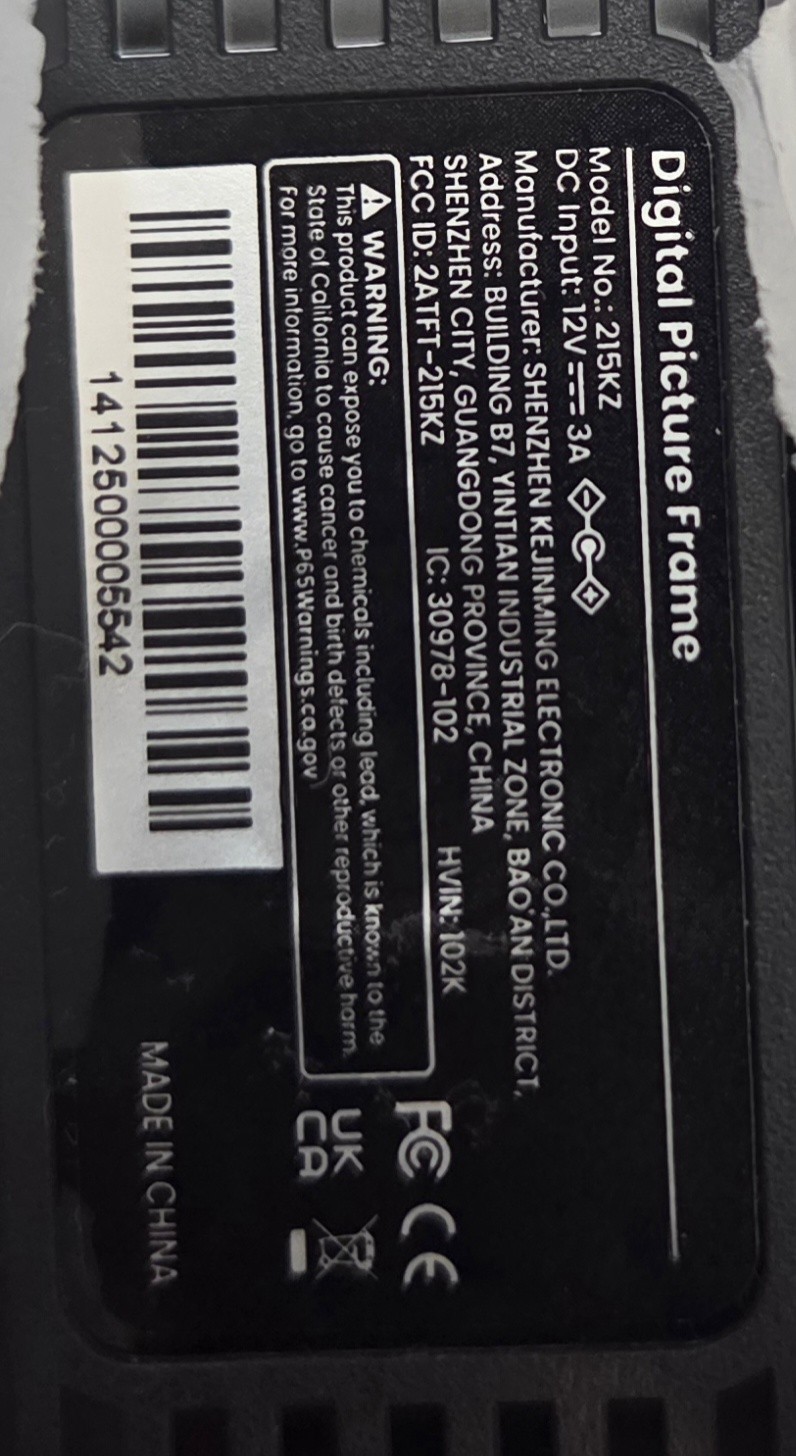 Digital Picture Frame
Model No.: 215KZ
DC Input: 12V⎓3A
Manufacturer: SHENZHEN KEJINMING ELECTRONIC CO.,LTD.
Address: BUILDING B7, YINTIAN INDUSTRIAL ZONE, BAO'AN DISTRICT,
SHENZHEN CITY, GUANGDONG PROVINCE, CHINA
FCC ID: 2ATFT-215KZ IC: 30978-102 HVIN: 102K
⚠ WARNING:
This product can expose you to chemicals including lead, which is known to the
State of California to cause cancer and birth defects or other reproductive harm.
For more information, go to www.P65Warnings.ca.gov
FC CE
UK
CA
141250005542
MADE IN CHINA